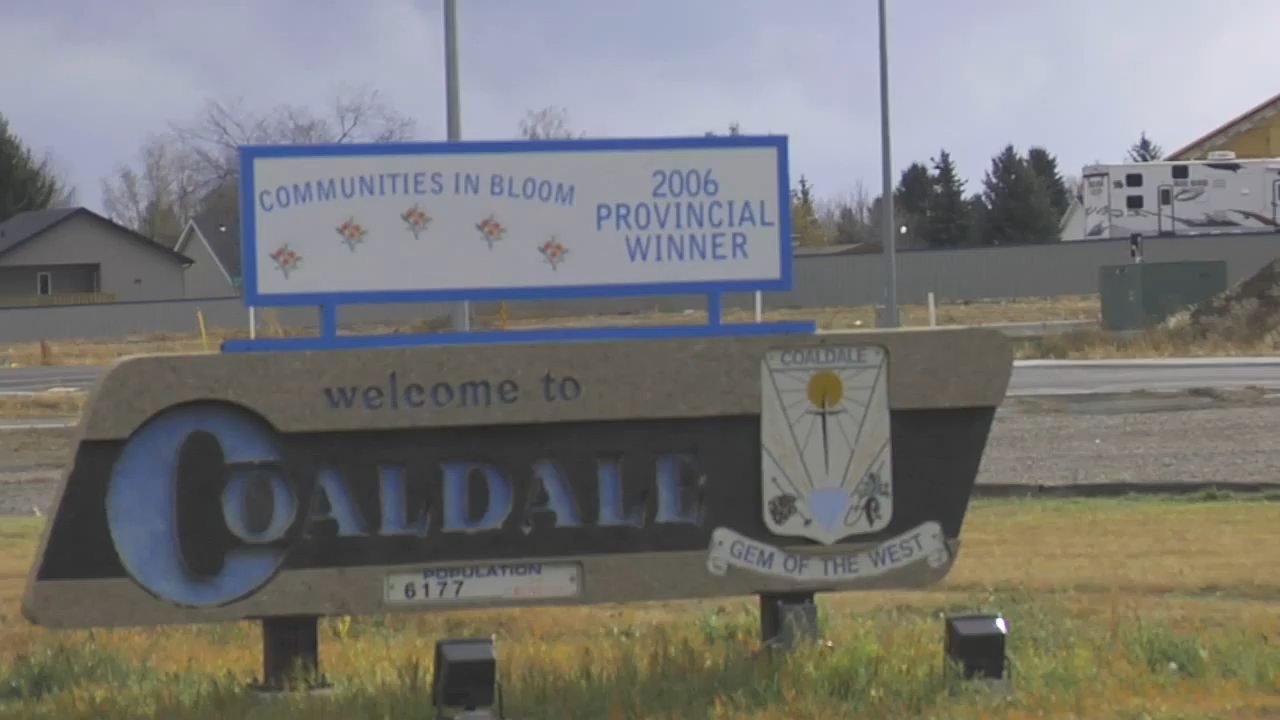 COMMUNITIES IN BLOOM
2006
PROVINCIAL
WINNER
welcome to
COALDALE
COALDALE
GEM OF THE WEST
POPULATION
6177